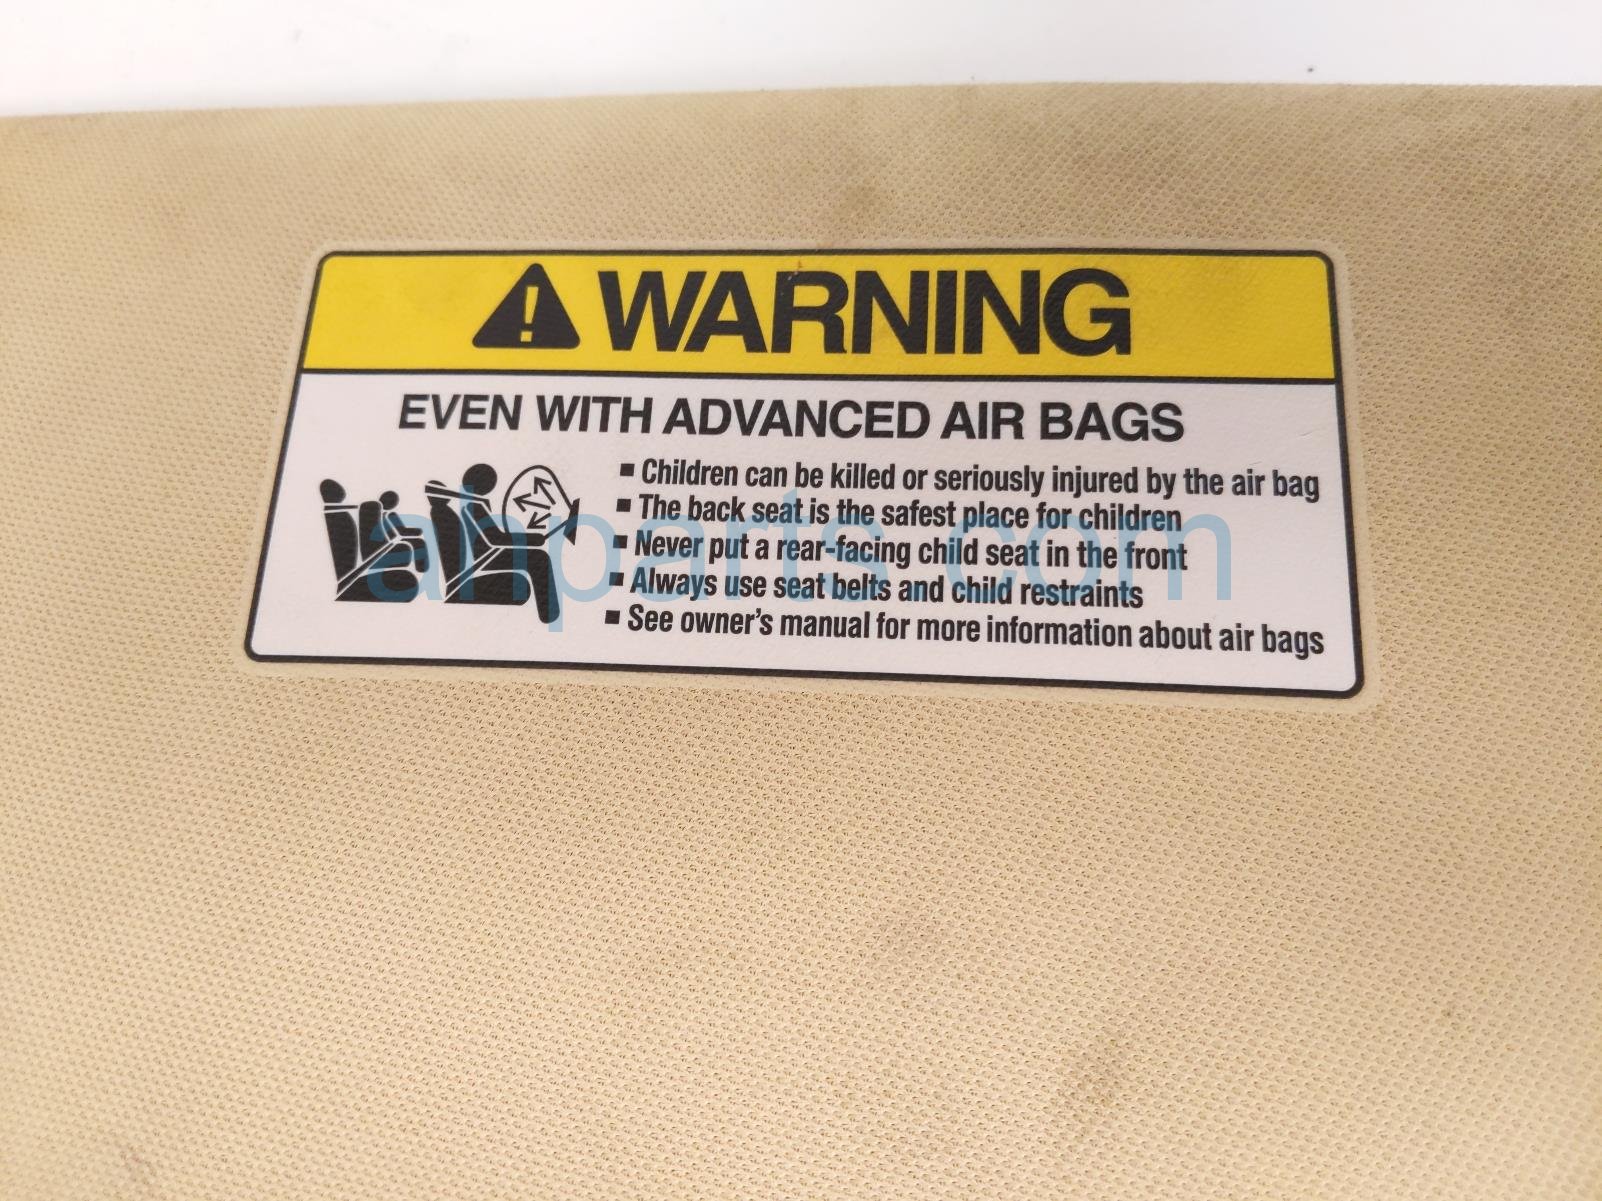 WARNING
EVEN WITH ADVANCED AIR BAGS
▪ Children can be killed or seriously injured by the air bag
▪ The back seat is the safest place for children
▪ Never put a rear-facing child seat in the front
▪ Always use seat belts and child restraints
▪ See owner's manual for more information about air bags
ahparts.com